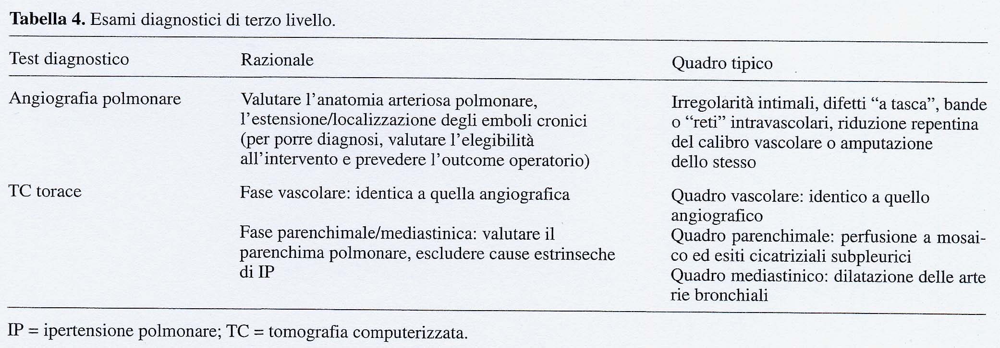 Tabella 4. Esami diagnostici di terzo livello.
Test diagnostico Razionale Quadro tipico
Angiografia polmonare
Valutare l’anatomia arteriosa polmonare,
l’estensione/localizzazione degli emboli cronici
(per porre diagnosi, valutare l’elegibilità
all’intervento e prevedere l’outcome operatorio)
Irregolarità intimali, difetti “a tasca”, bande
o “reti” intravascolari, riduzione repentina
del calibro vascolare o amputazione
dello stesso
TC torace
Fase vascolare: identica a quella angiografica
Fase parenchimale/mediastinica: valutare il
parenchima polmonare, escludere cause estrinseche
di IP
Quadro vascolare: identico a quello
angiografico
Quadro parenchimale: perfusione a mosai-
co ed esiti cicatriziali subpleurici
Quadro mediastinico: dilatazione delle arte
rie bronchiali
IP = ipertensione polmonare; TC = tomografia computerizzata.